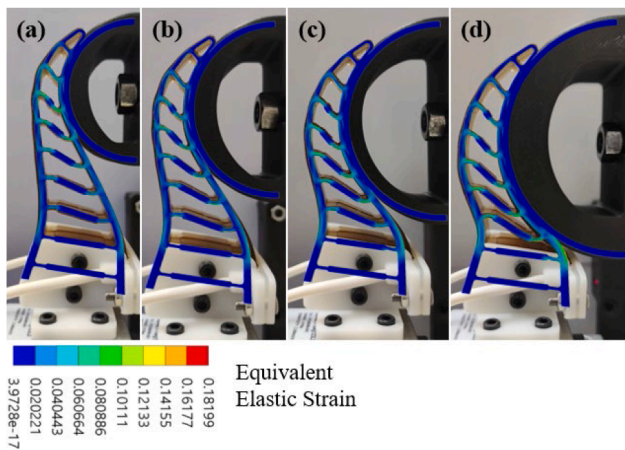 (a)
(b)
(c)
(d)
Equivalent
Elastic Strain
3.9728e-17
0.020221
0.040443
0.060664
0.080886
0.10111
0.12133
0.14155
0.16177
0.18199